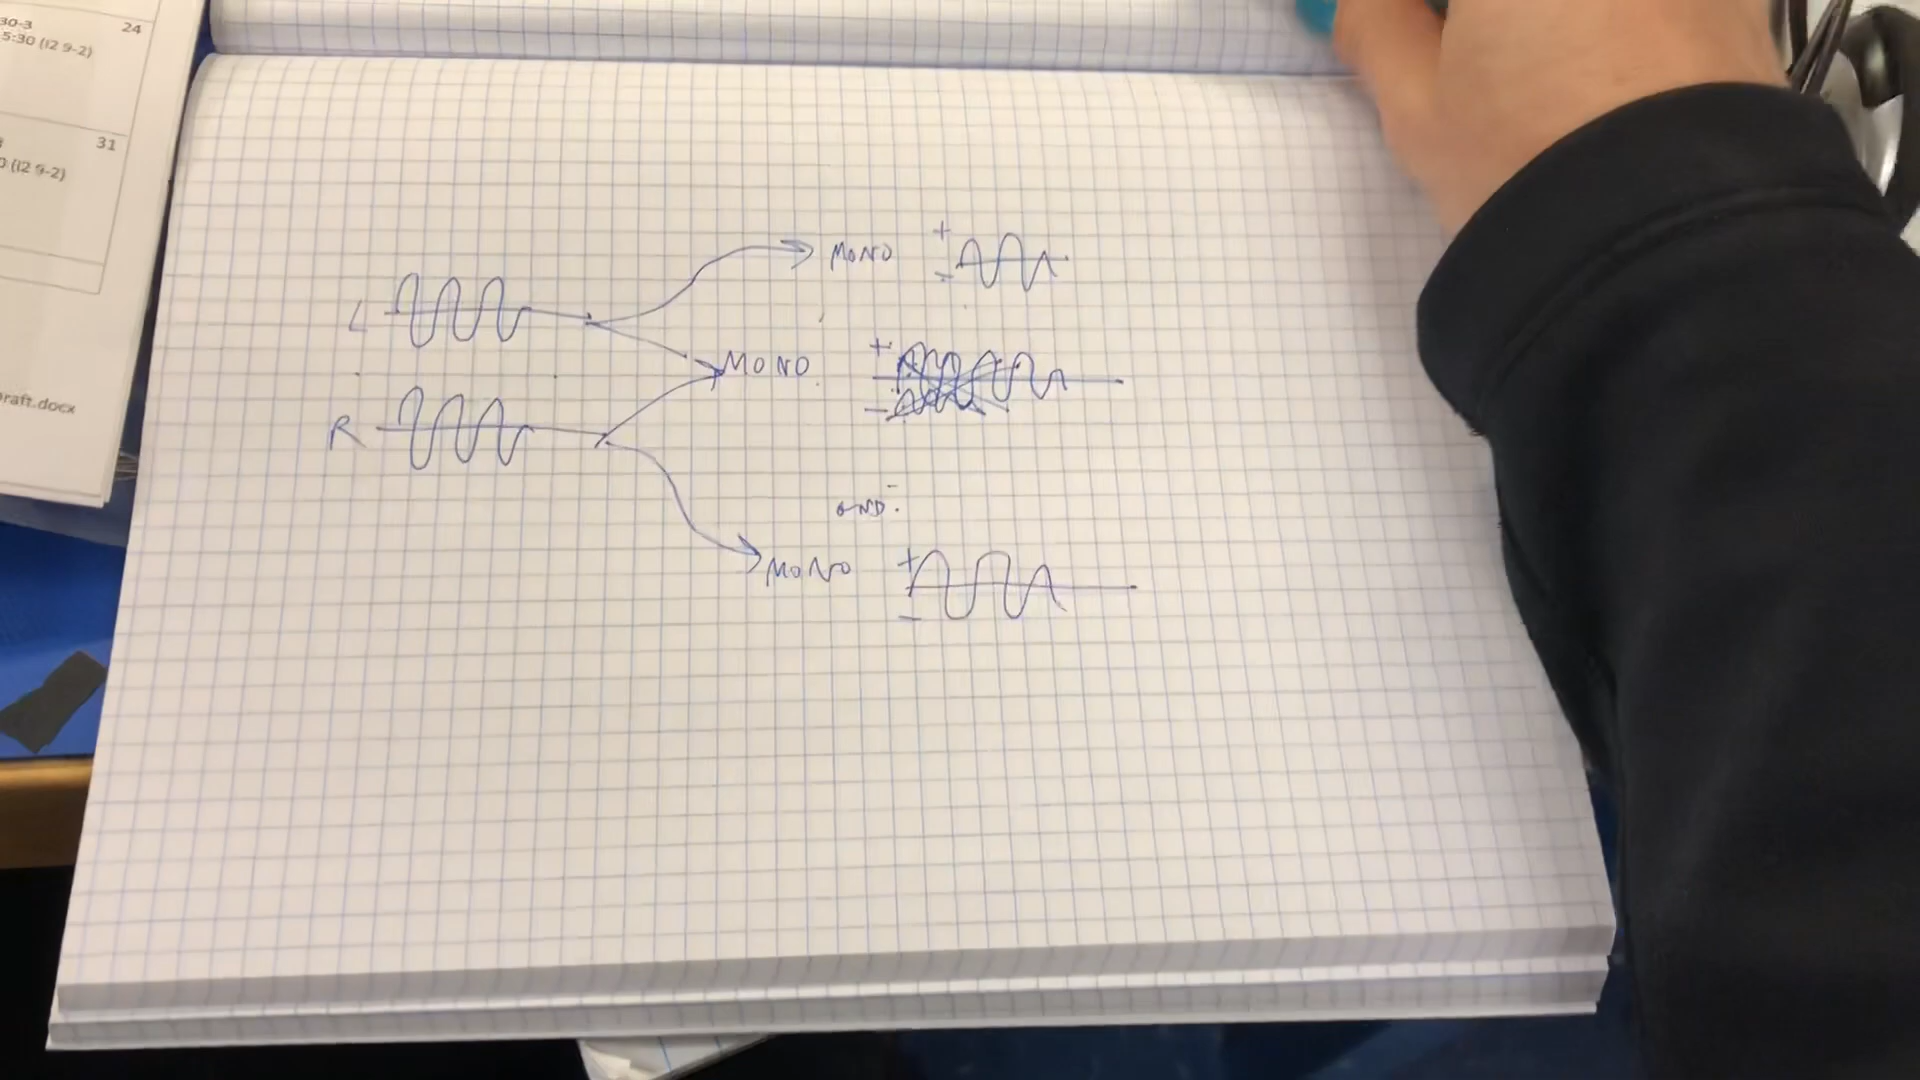 30-3
24
5:30 (I2 9-2)
31
0 (I2 9-2)
raft.docx
MONO + -
L
MONO + -
R
GND:
MONO + -